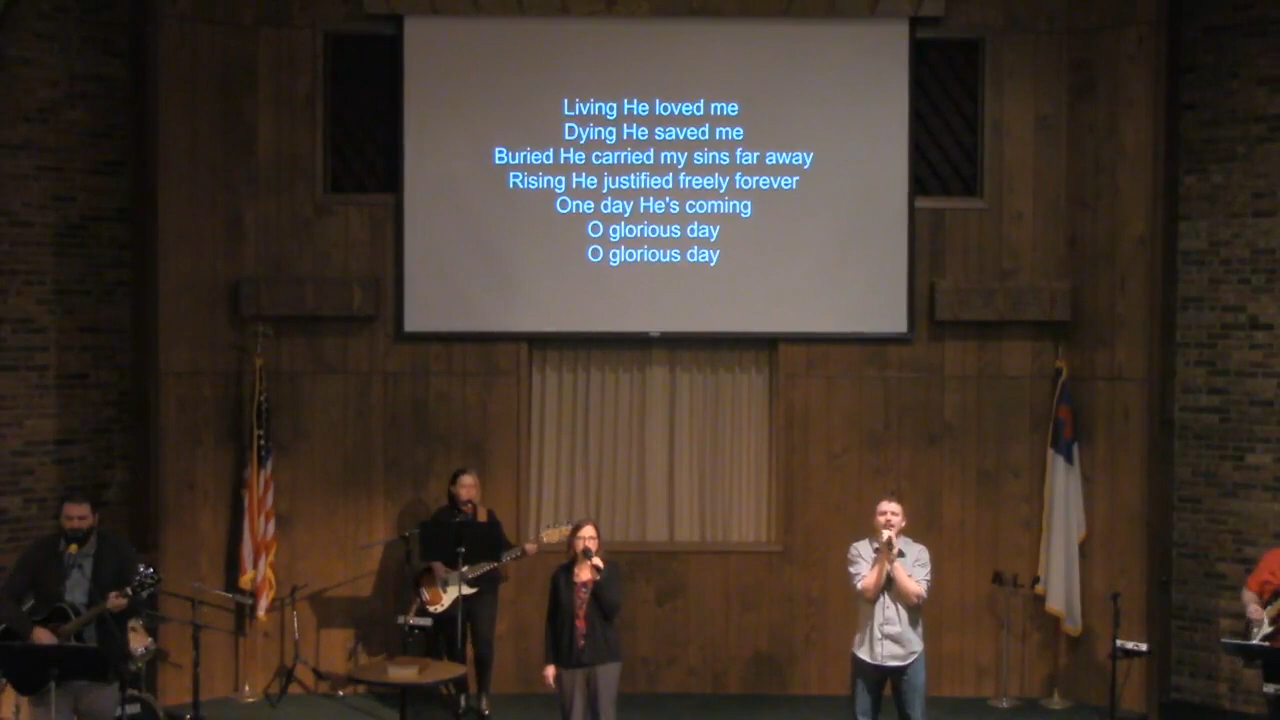 Living He loved me
Dying He saved me
Buried He carried my sins far away
Rising He justified freely forever
One day He's coming
O glorious day
O glorious day